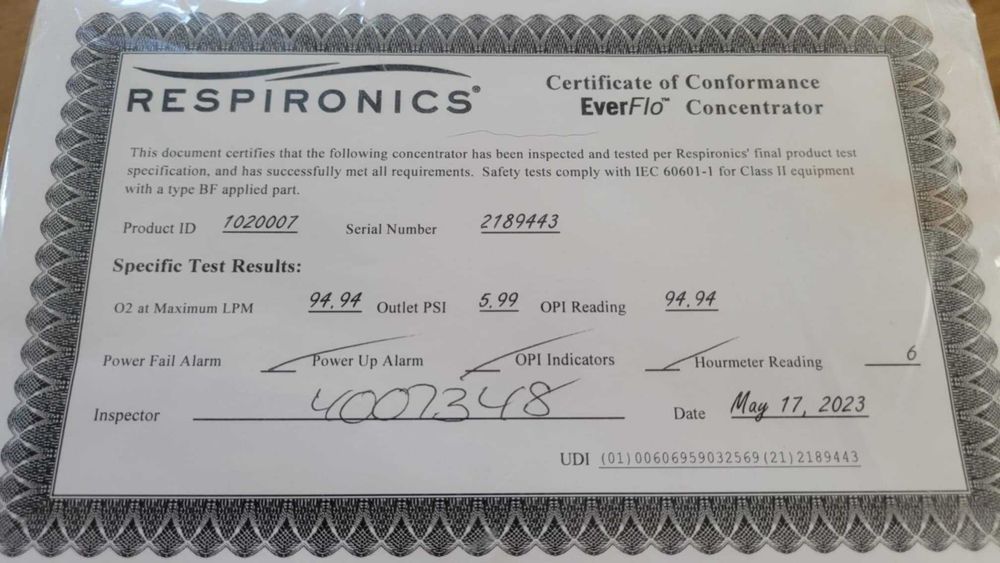 RESPIRONICS®
Certificate of Conformance
EverFlo™ Concentrator
This document certifies that the following concentrator has been inspected and tested per Respironics' final product test
specification, and has successfully met all requirements. Safety tests comply with IEC 60601-1 for Class II equipment
with a type BF applied part.
Product ID 1020007 Serial Number 2189443
Specific Test Results:
O2 at Maximum LPM 94.94 Outlet PSI 5.99 OPI Reading 94.94
Power Fail Alarm Power Up Alarm OPI Indicators Hourmeter Reading 6
Inspector 4007348 Date May 17, 2023
UDI (01)00606959032569(21)2189443